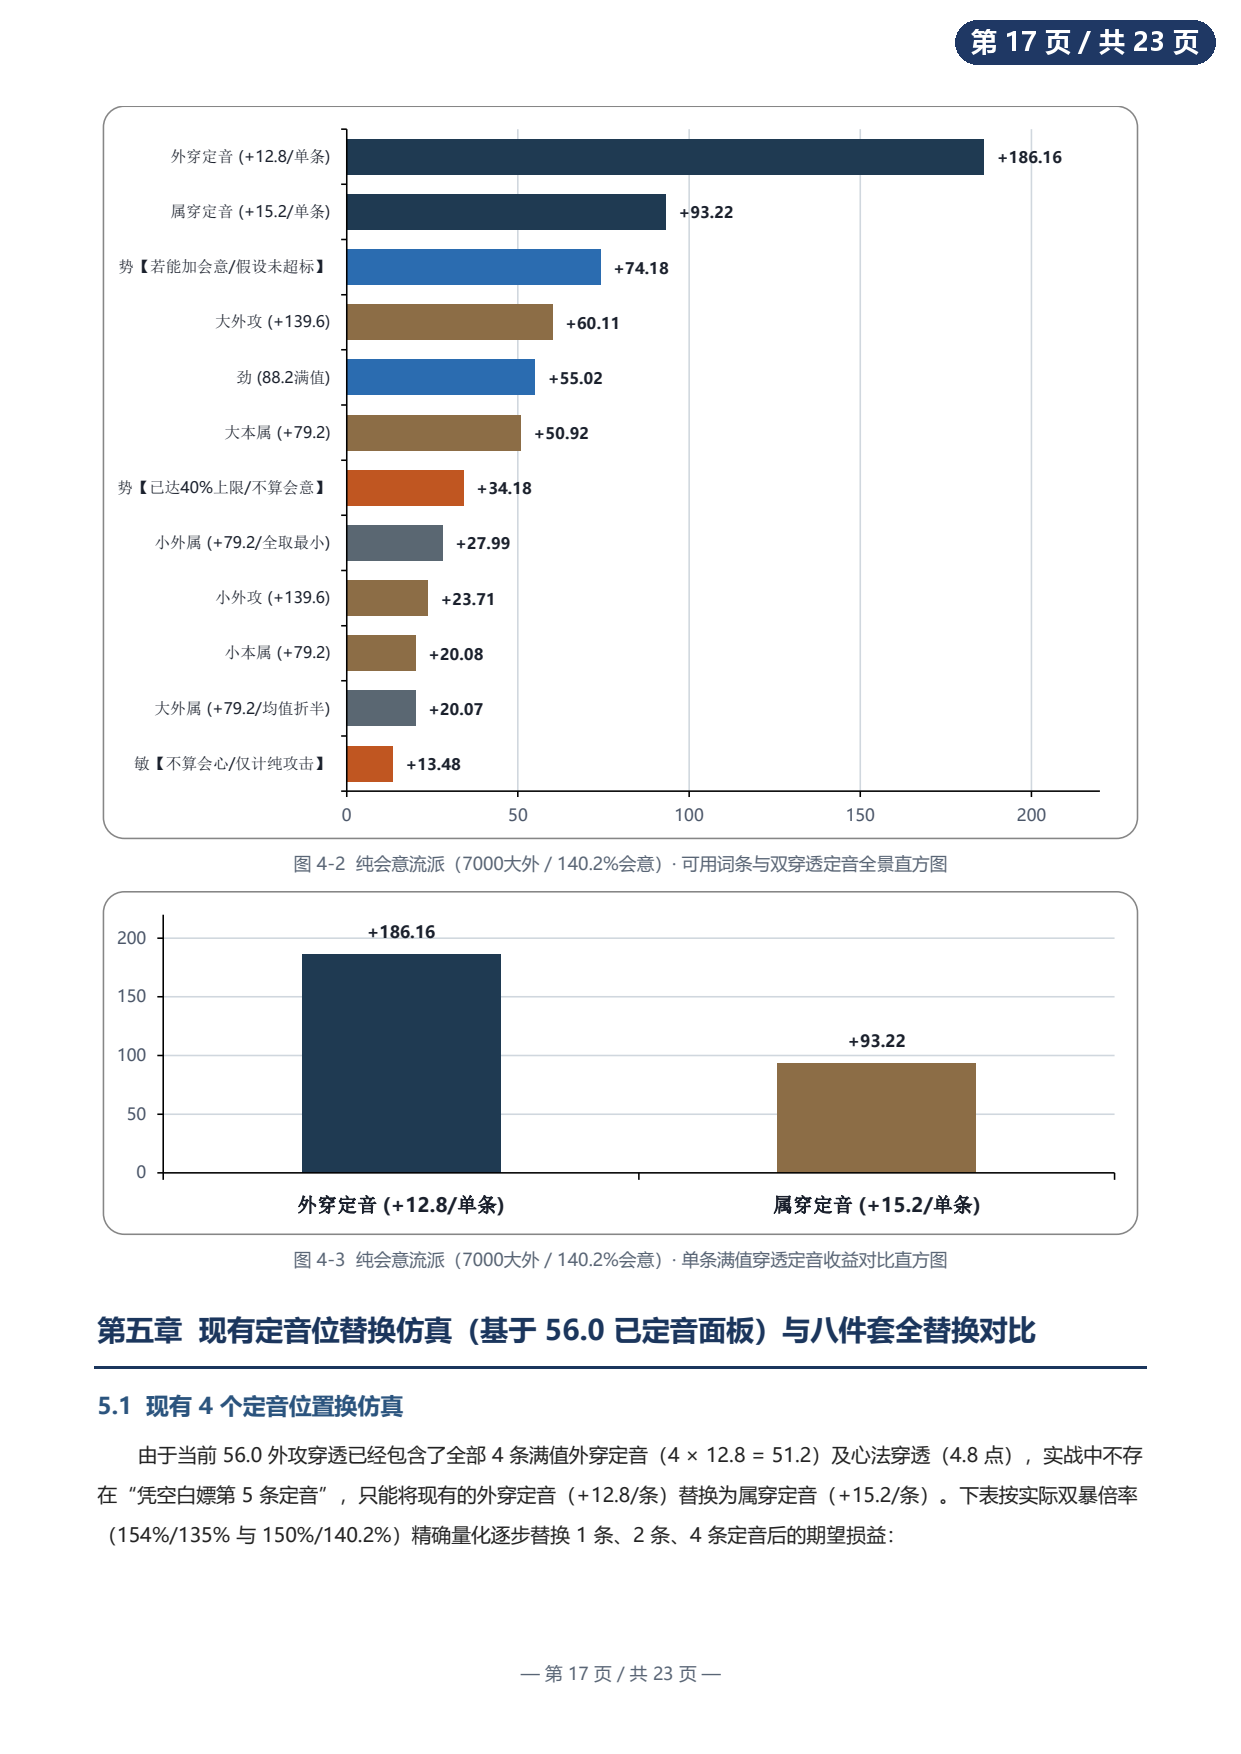 第 17 页 / 共 23 页
外穿定音 (+12.8/单条) +186.16
属穿定音 (+15.2/单条) +93.22
势【若能加会意/假设未超标】 +74.18
大外攻 (+139.6) +60.11
劲 (88.2满值) +55.02
大本属 (+79.2) +50.92
势【已达40%上限/不算会意】 +34.18
小外属 (+79.2/全取最小) +27.99
小外攻 (+139.6) +23.71
小本属 (+79.2) +20.08
大外属 (+79.2/均值折半) +20.07
敏【不算会心/仅计纯攻击】 +13.48
0 50 100 150 200
图 4-2 纯会意流派（7000大外 / 140.2%会意）· 可用词条与双穿透定音全景直方图
+186.16
200
150
+93.22
100
50
0
外穿定音 (+12.8/单条) 属穿定音 (+15.2/单条)
图 4-3 纯会意流派（7000大外 / 140.2%会意）· 单条满值穿透定音收益对比直方图
第五章 现有定音位替换仿真（基于 56.0 已定音面板）与八件套全替换对比
5.1 现有 4 个定音位置换仿真
由于当前 56.0 外攻穿透已经包含了全部 4 条满值外穿定音（4 × 12.8 = 51.2）及心法穿透（4.8 点），实战中不存
在“凭空白嫖第 5 条定音”，只能将现有的外穿定音（+12.8/条）替换为属穿定音（+15.2/条）。下表按实际双暴倍率
（154%/135% 与 150%/140.2%）精确量化逐步替换 1 条、2 条、4 条定音后的期望损益：
— 第 17 页 / 共 23 页 —